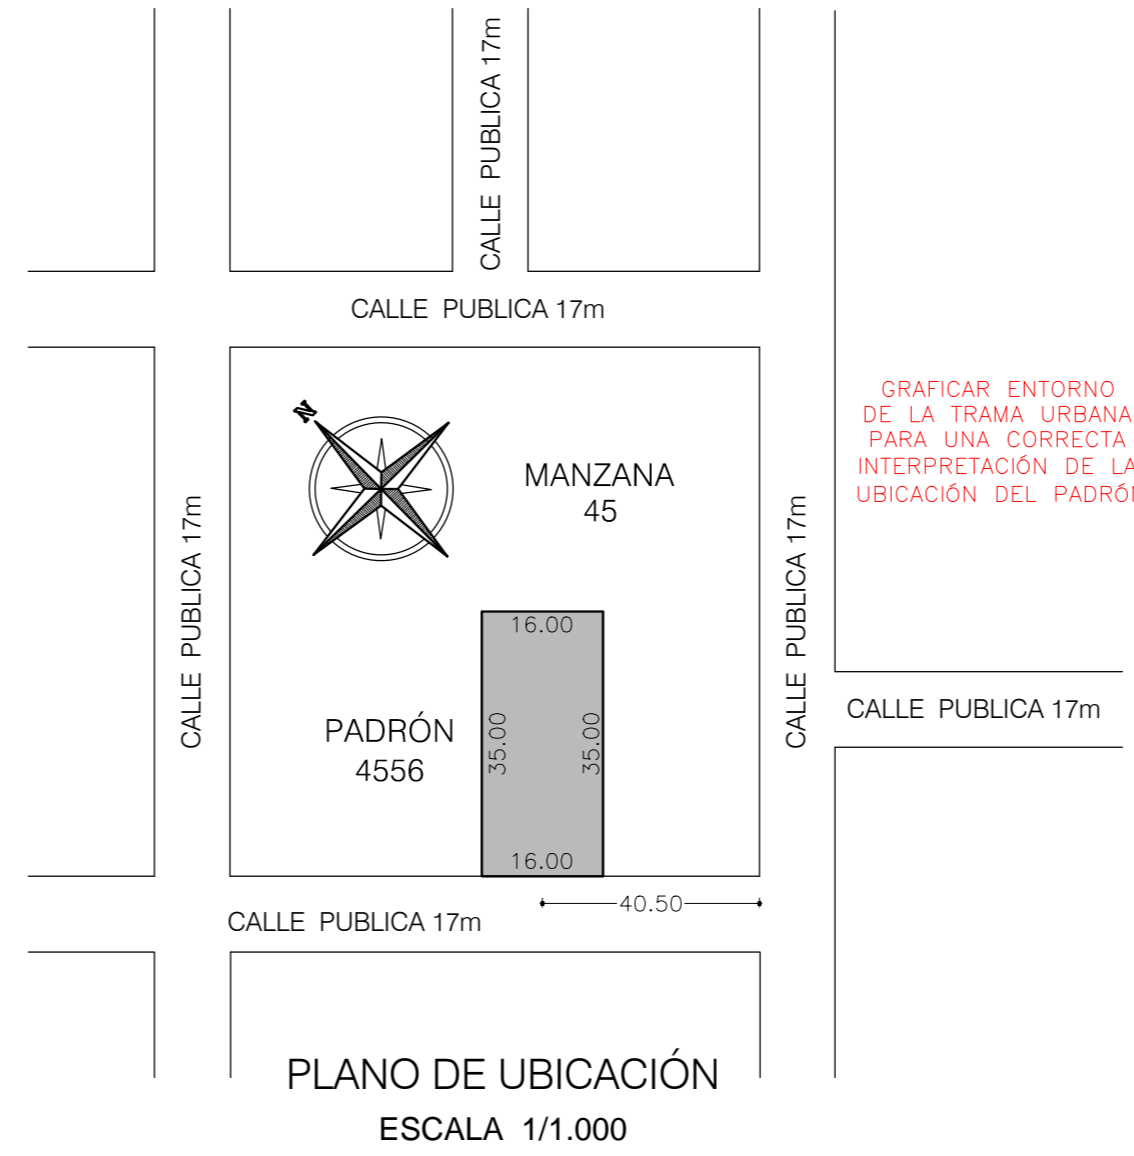 CALLE PUBLICA 17m
CALLE PUBLICA 17m
GRAFICAR ENTORNO
DE LA TRAMA URBANA
PARA UNA CORRECTA
INTERPRETACIÓN DE LA
UBICACIÓN DEL PADRÓN
N
MANZANA
45
CALLE PUBLICA 17m
CALLE PUBLICA 17m
16.00
35.00
35.00
16.00
PADRÓN
4556
CALLE PUBLICA 17m
40.50
CALLE PUBLICA 17m
PLANO DE UBICACIÓN
ESCALA 1/1.000